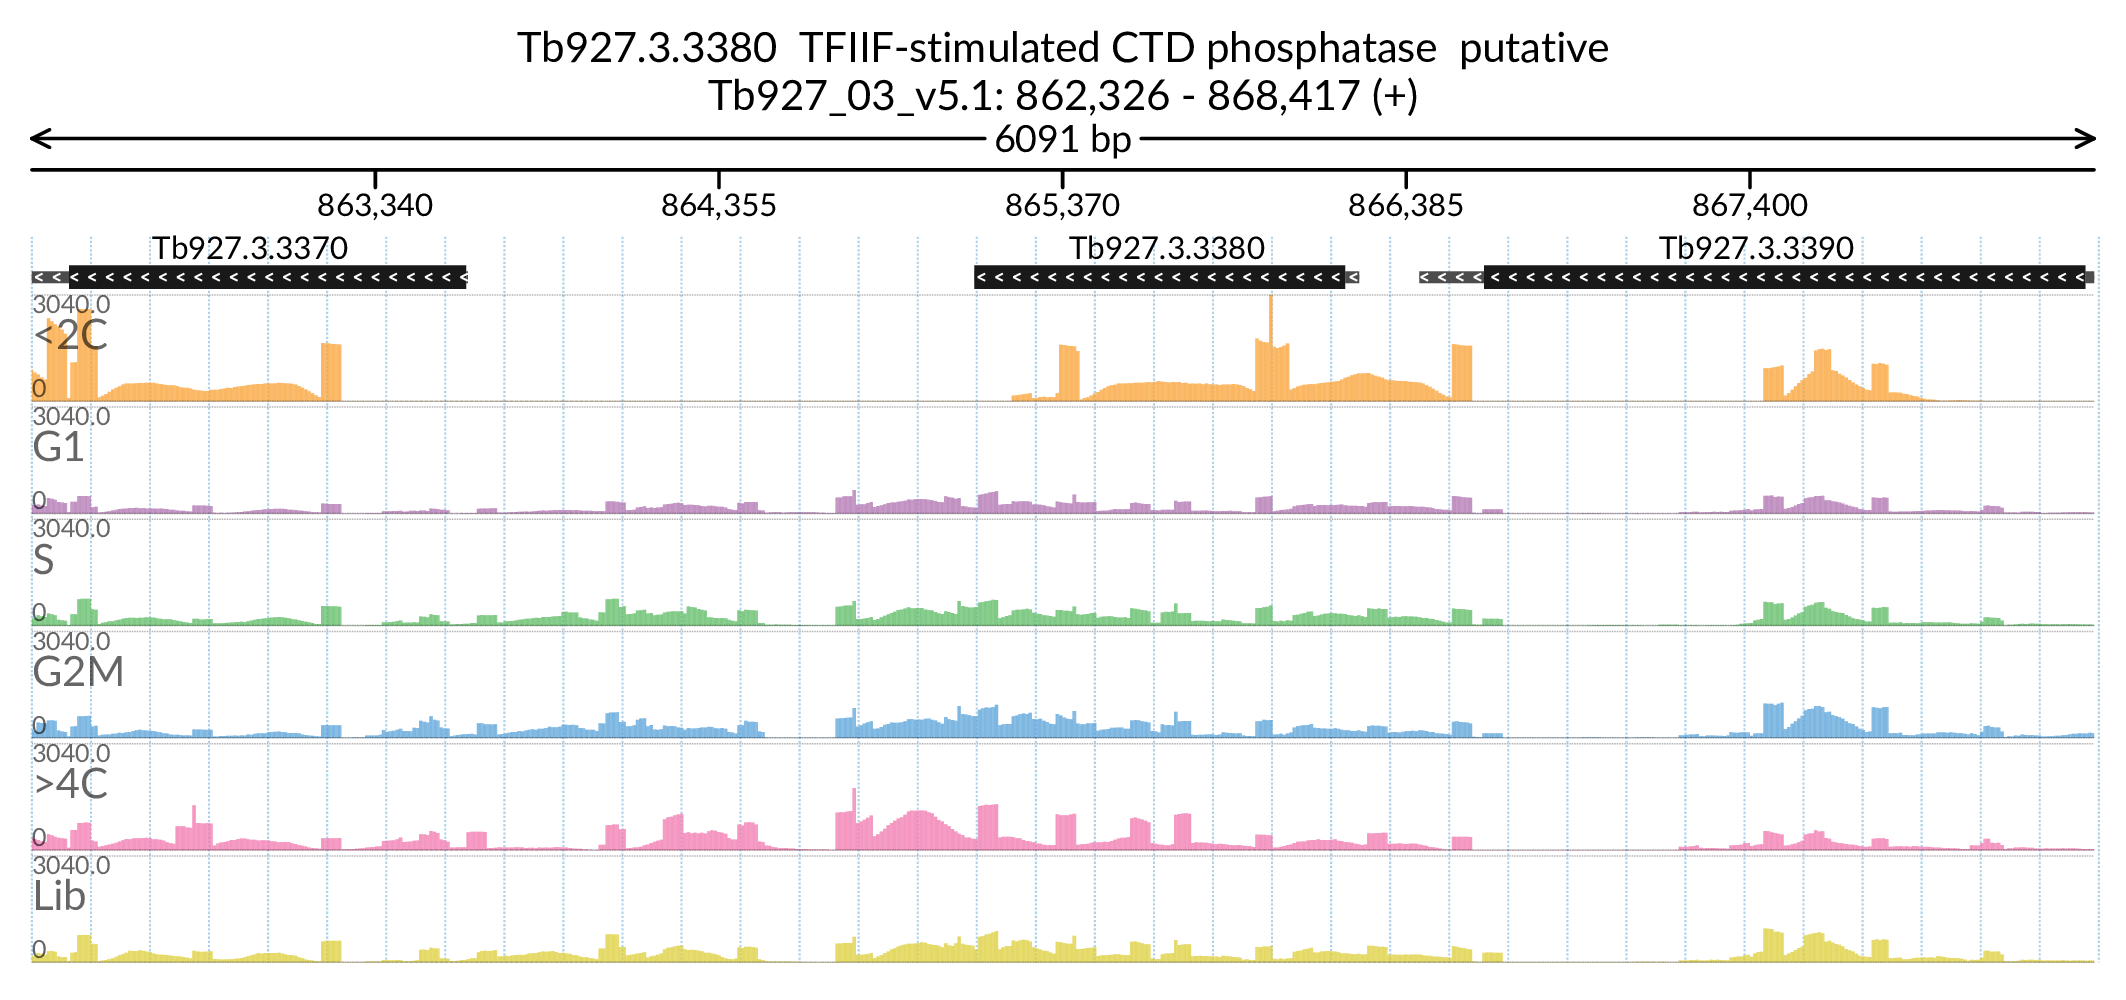 Tb927.3.3380  TFIIF-stimulated CTD phosphatase  putative
Tb927_03_v5.1: 862,326 - 868,417 (+)
6091 bp
863,340 864,355 865,370 866,385 867,400
Tb927.3.3370 Tb927.3.3380 Tb927.3.3390
3040.0
<2C
0
3040.0
G1
0
3040.0
S
0
3040.0
G2M
0
3040.0
>4C
0
3040.0
Lib
0